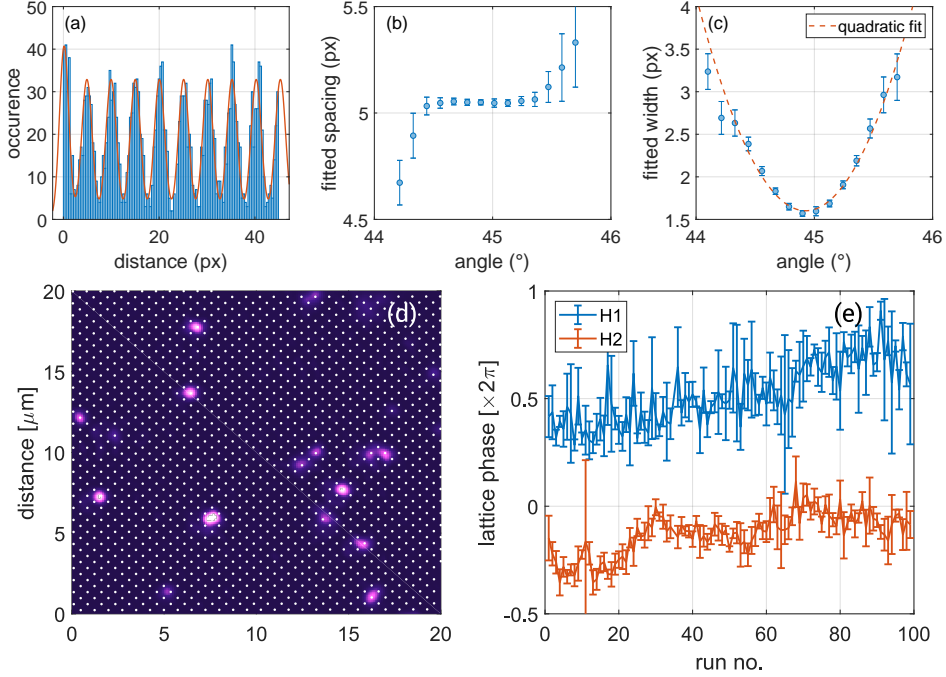 (a)
50
40
30
20
10
0
occurence
0 20 40
distance (px)
(b)
5.5
5
4.5
fitted spacing (px)
44 45 46
angle (°)
(c)
quadratic fit
4
3.5
3
2.5
2
1.5
fitted width (px)
44 45 46
angle (°)
(d)
20
15
10
5
0
distance [μm]
0 5 10 15 20
(e)
H1
H2
1
0.5
0
-0.5
lattice phase [×2π]
0 20 40 60 80 100
run no.